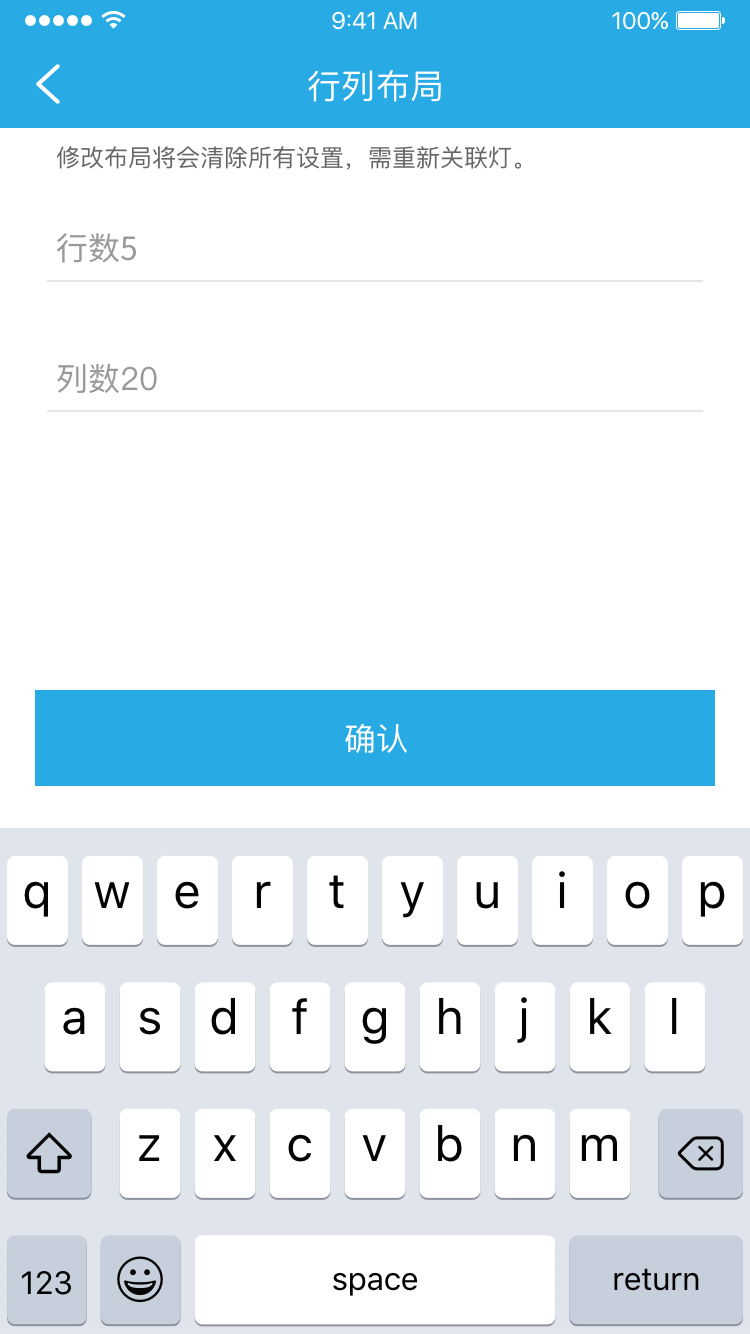 9:41 AM 100%
行列布局
修改布局将会清除所有设置，需重新关联灯。
行数5
列数20
确认
q w e r t y u i o p
a s d f g h j k l
z x c v b n m
123 space return